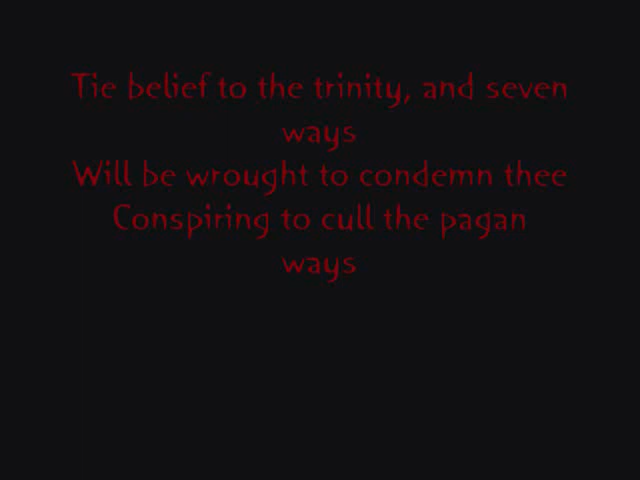 Tie belief to the trinity, and seven
ways
Will be wrought to condemn thee
Conspiring to cull the pagan
ways